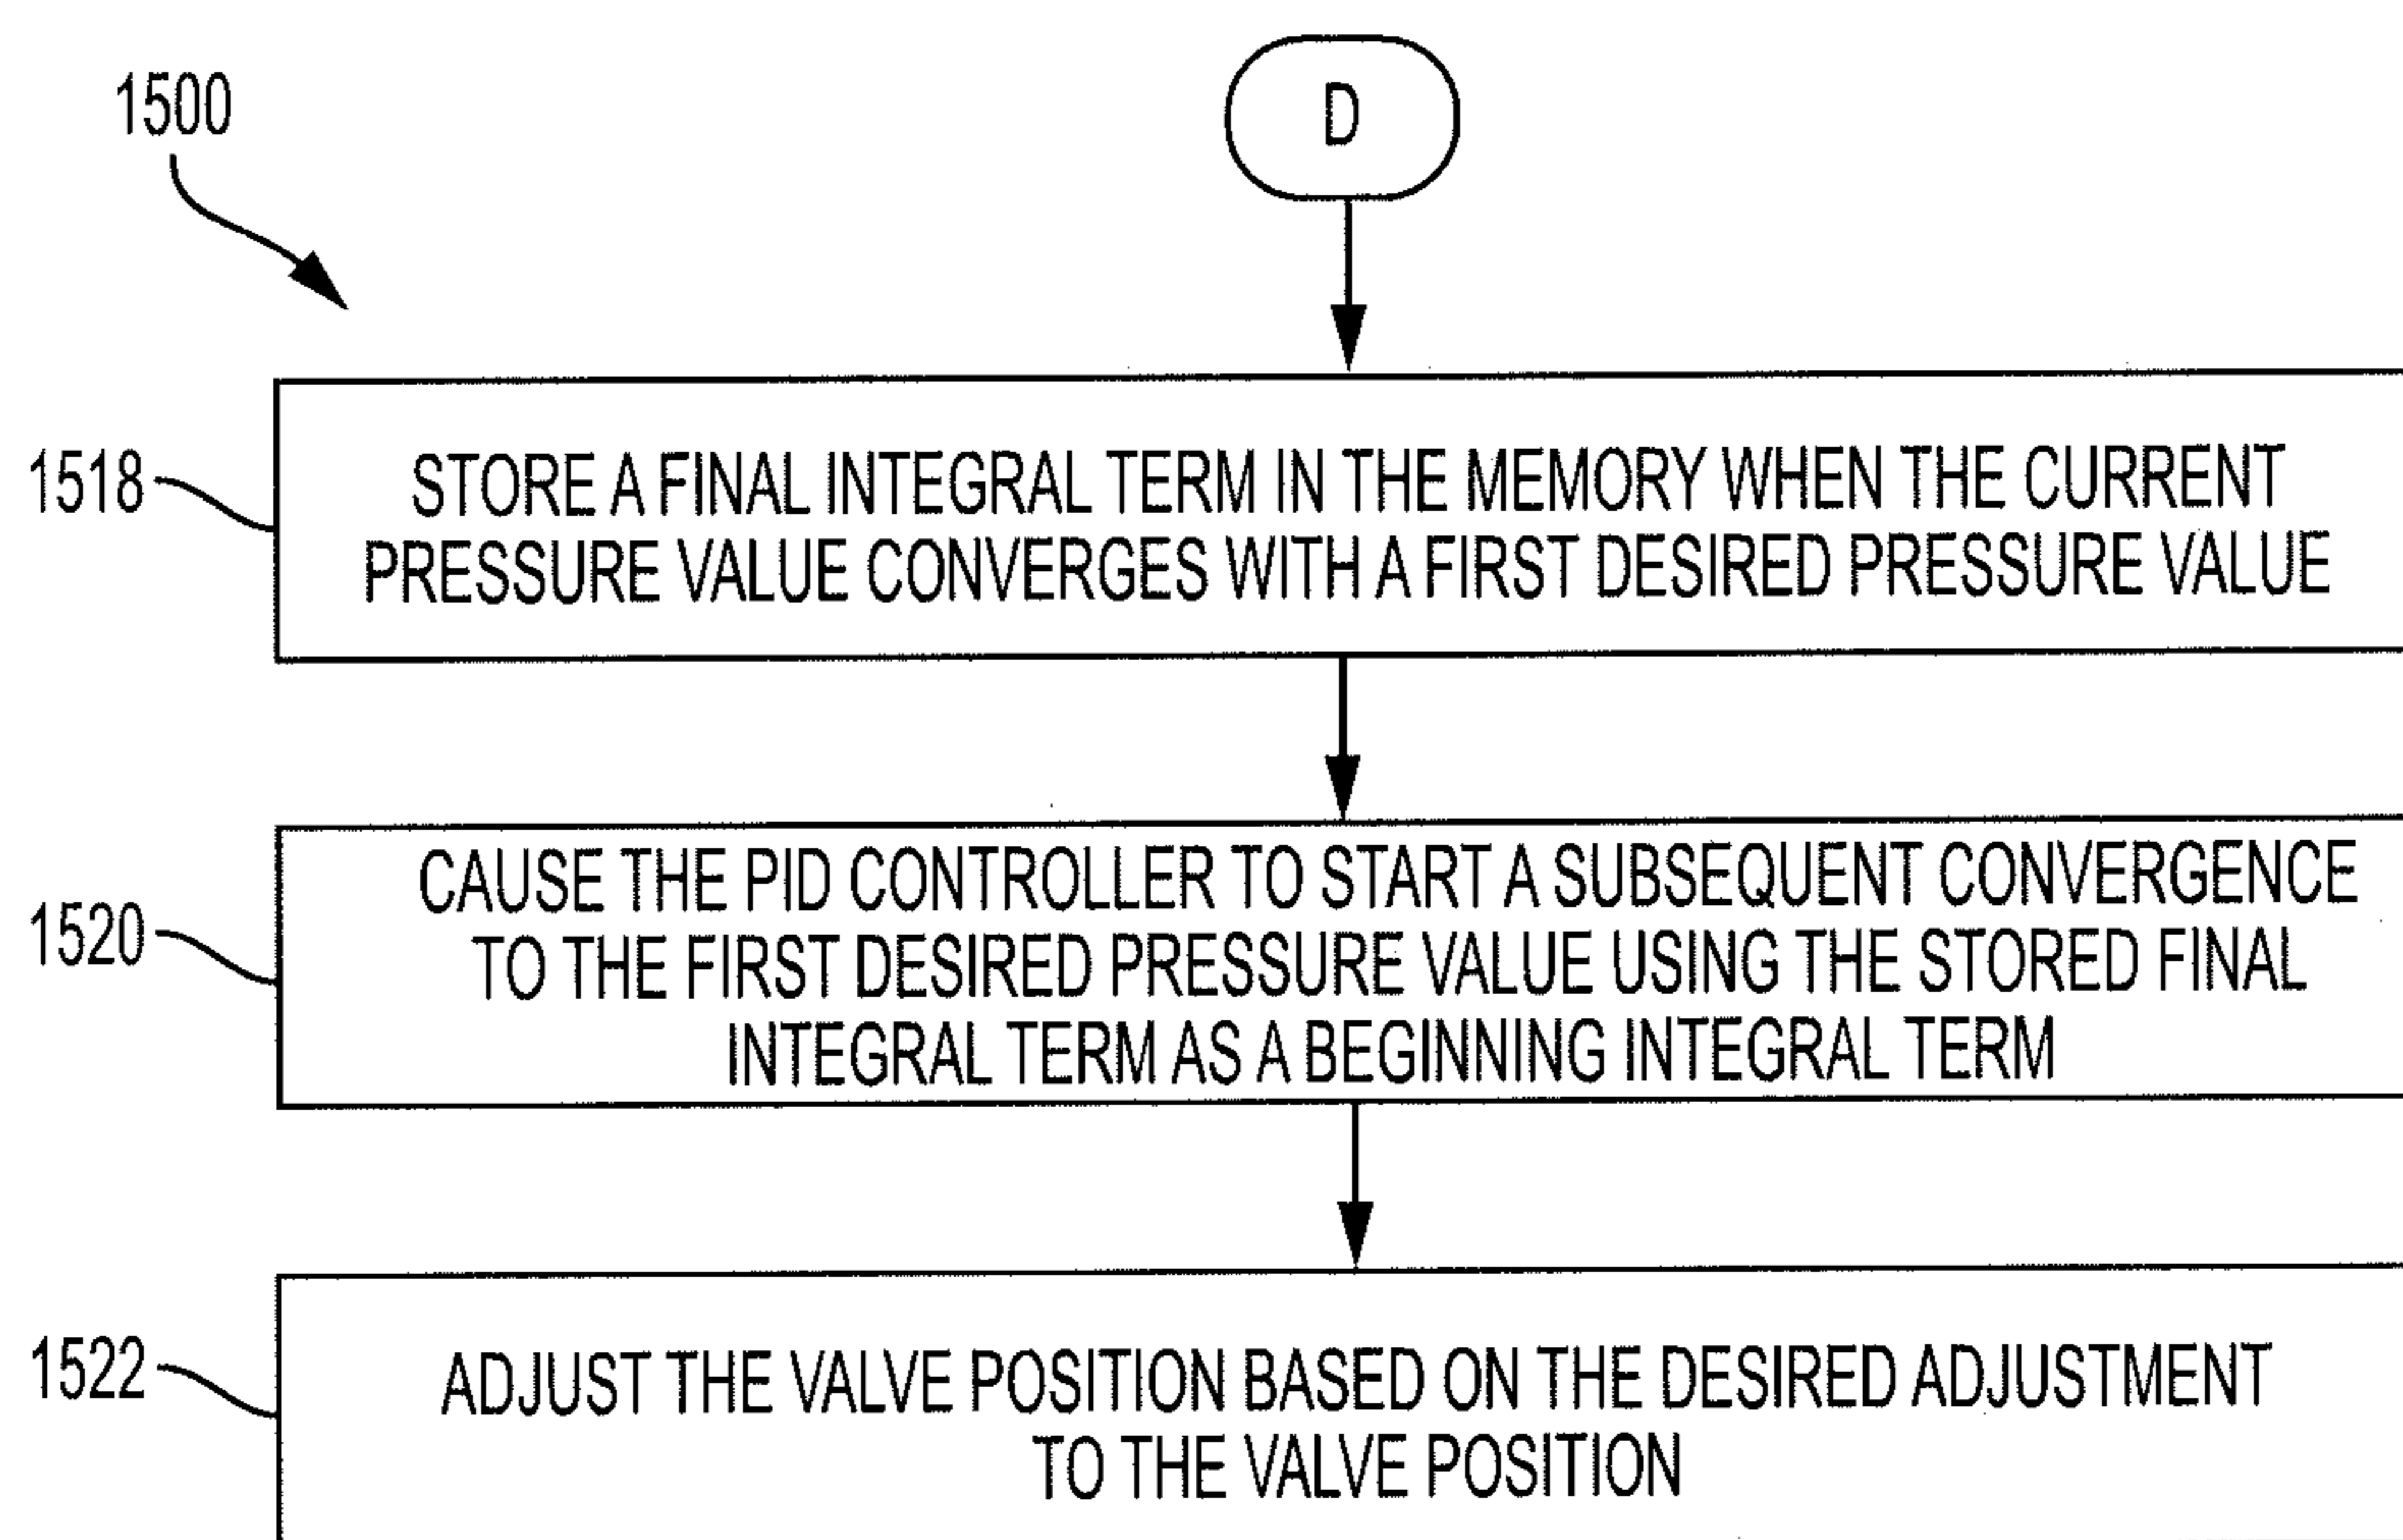 1500
D
1518
STORE A FINAL INTEGRAL TERM IN THE MEMORY WHEN THE CURRENT
PRESSURE VALUE CONVERGES WITH A FIRST DESIRED PRESSURE VALUE
1520
CAUSE THE PID CONTROLLER TO START A SUBSEQUENT CONVERGENCE
TO THE FIRST DESIRED PRESSURE VALUE USING THE STORED FINAL
INTEGRAL TERM AS A BEGINNING INTEGRAL TERM
1522
ADJUST THE VALVE POSITION BASED ON THE DESIRED ADJUSTMENT
TO THE VALVE POSITION